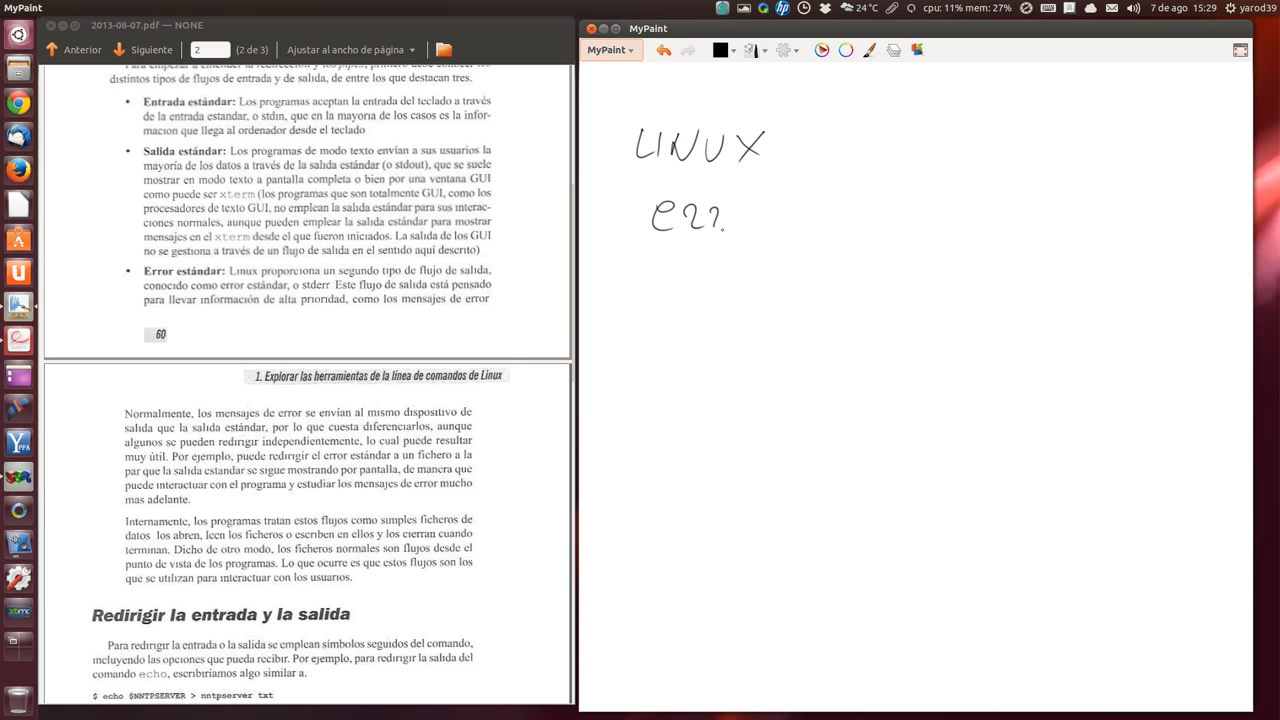 MyPaint
24°C
cpu: 11% mem: 27%
7 de ago 15:29
yarod39
2013-08-07.pdf — NONE
Anterior
Siguiente
2
(2 de 3)
Ajustar al ancho de página
distintos tipos de flujos de entrada y de salida, de entre los que destacan tres.
• Entrada estándar: Los programas aceptan la entrada del teclado a través
de la entrada estandar, o stdin, que en la mayoria de los casos es la infor-
macion que llega al ordenador desde el teclado
• Salida estándar: Los programas de modo texto envían a sus usuarios la
mayoría de los datos a través de la salida estándar (o stdout), que se suele
mostrar en modo texto a pantalla completa o bien por una ventana GUI
como puede ser xterm (los programas que son totalmente GUI, como los
procesadores de texto GUI, no emplean la salida estándar para sus interac-
ciones normales, aunque pueden emplear la salida estándar para mostrar
mensajes en el xterm desde el que fueron iniciados. La salida de los GUI
no se gestiona a través de un flujo de salida en el sentido aquí descrito)
• Error estándar: Linux proporciona un segundo tipo de flujo de salida,
conocido como error estándar, o stderr Este flujo de salida está pensado
para llevar información de alta prioridad, como los mensajes de error
60
1. Explorar las herramientas de la línea de comandos de Linux
Normalmente, los mensajes de error se envían al mismo dispositivo de
salida que la salida estándar, por lo que cuesta diferenciarlos, aunque
algunos se pueden redirigir independientemente, lo cual puede resultar
muy útil. Por ejemplo, puede redirigir el error estándar a un fichero a la
par que la salida estandar se sigue mostrando por pantalla, de manera que
puede interactuar con el programa y estudiar los mensajes de error mucho
mas adelante.
Internamente, los programas tratan estos flujos como simples ficheros de
datos los abren, leen los ficheros o escriben en ellos y los cierran cuando
terminan. Dicho de otro modo, los ficheros normales son flujos desde el
punto de vista de los programas. Lo que ocurre es que estos flujos son los
que se utilizan para interactuar con los usuarios.
Redirigir la entrada y la salida
Para redirigir la entrada o la salida se emplean símbolos seguidos del comando,
incluyendo las opciones que pueda recibir. Por ejemplo, para redirigir la salida del
comando echo, escribiríamos algo similar a.
$ echo $NNTPSERVER > nntpserver txt
MyPaint
MyPaint
LINUX